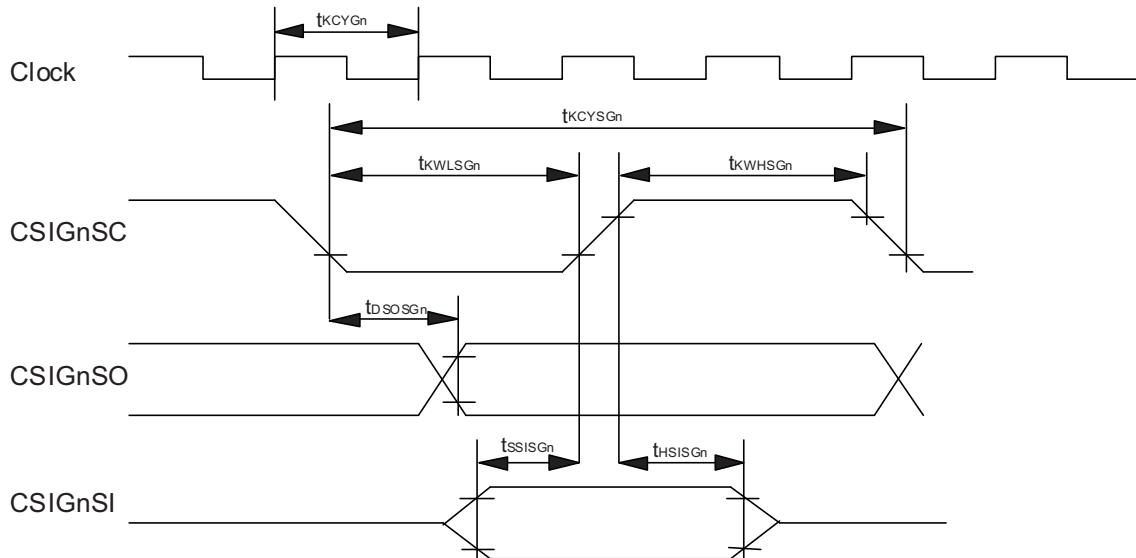 tKCYGn
Clock
tKCYSGn
tKWLSGn
tKWHSGn
CSIGnSC
tDSOSGn
CSIGnSO
tSSISGn
tHSISGn
CSIGnSI